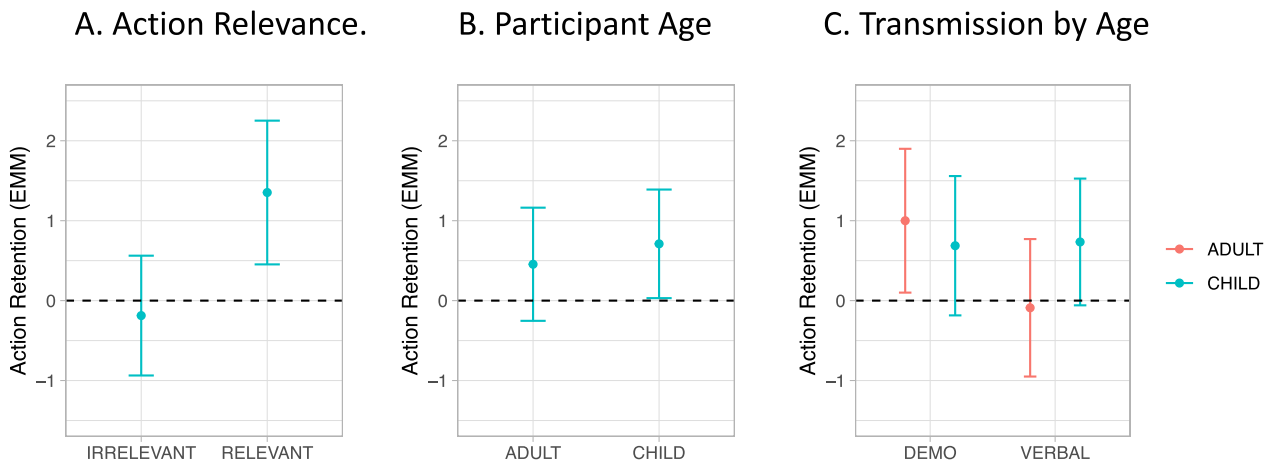 A. Action Relevance.
Action Retention (EMM)
2
1
0
−1
IRRELEVANT RELEVANT
B. Participant Age
Action Retention (EMM)
2
1
0
−1
ADULT CHILD
C. Transmission by Age
Action Retention (EMM)
2
1
0
−1
DEMO VERBAL
ADULT
CHILD